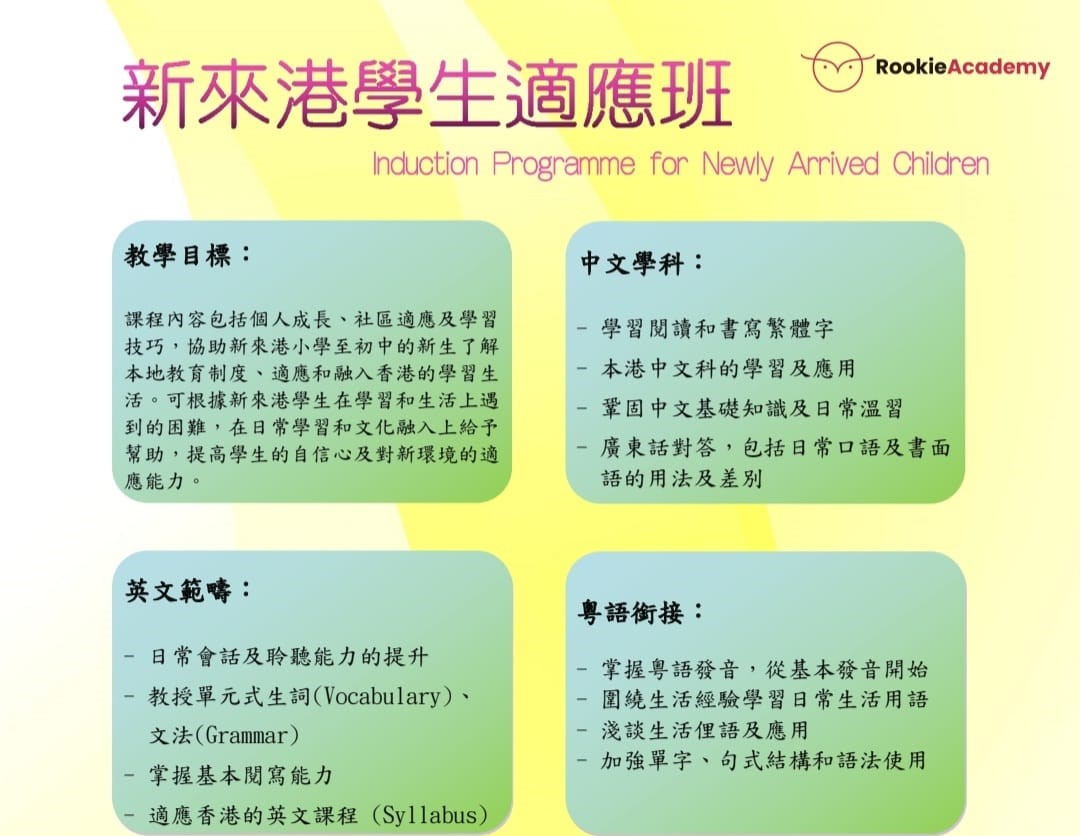 新來港學生適應班
RookieAcademy
Induction Programme for Newly Arrived Children
教學目標：
課程內容包括個人成長、社區適應及學習
技巧，協助新來港小學至初中的新生了解
本地教育制度、適應和融入香港的學習生
活。可根據新來港學生在學習和生活上遇
到的困難，在日常學習和文化融入上給予
幫助，提高學生的自信心及對新環境的適
應能力。
中文學科：
- 學習閱讀和書寫繁體字
- 本港中文科的學習及應用
- 鞏固中文基礎知識及日常溫習
- 廣東話對答，包括日常口語及書面
語的用法及差別
英文範疇：
- 日常會話及聆聽能力的提升
- 教授單元式生詞(Vocabulary)、
文法(Grammar)
- 掌握基本閱寫能力
- 適應香港的英文課程 (Syllabus)
粵語銜接：
- 掌握粵語發音，從基本發音開始
- 圍繞生活經驗學習日常生活用語
- 淺談生活俚語及應用
- 加強單字、句式結構和語法使用